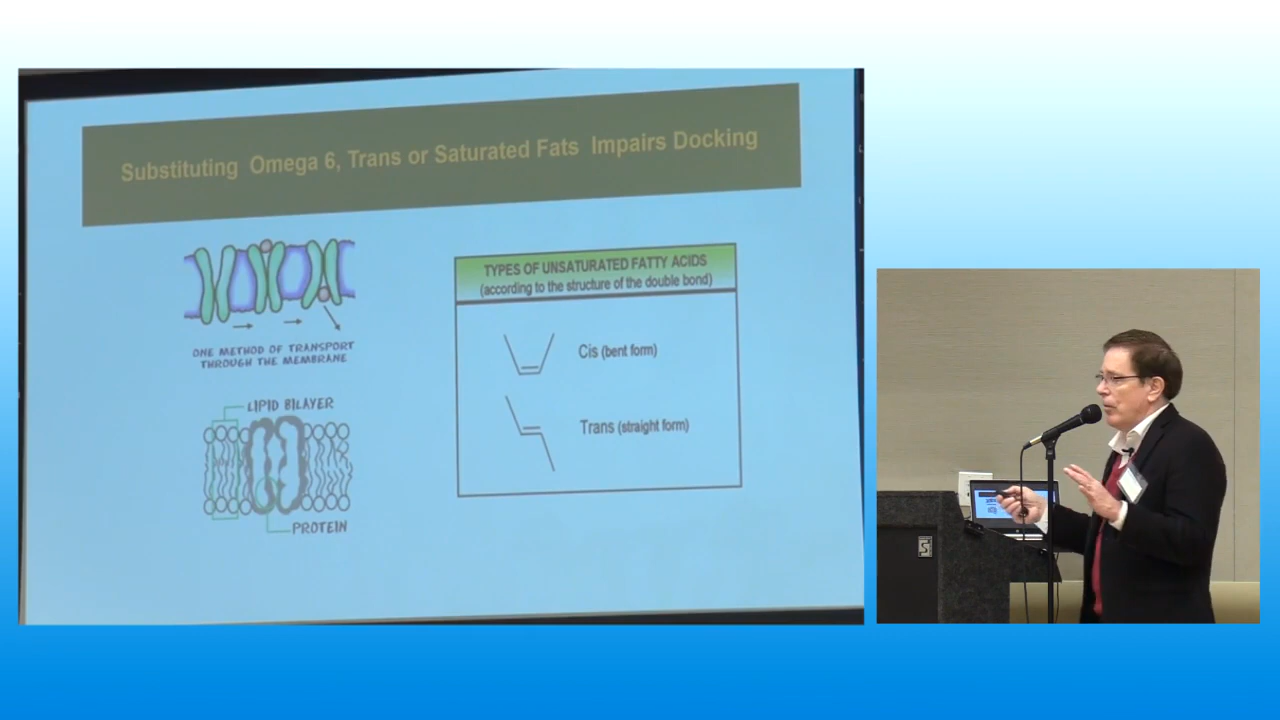 Substituting Omega 6, Trans or Saturated Fats Impairs Docking
ONE METHOD OF TRANSPORT
THROUGH THE MEMBRANE
LIPID BILAYER
PROTEIN
TYPES OF UNSATURATED FATTY ACIDS
(according to the structure of the double bond)
Cis (bent form)
Trans (straight form)